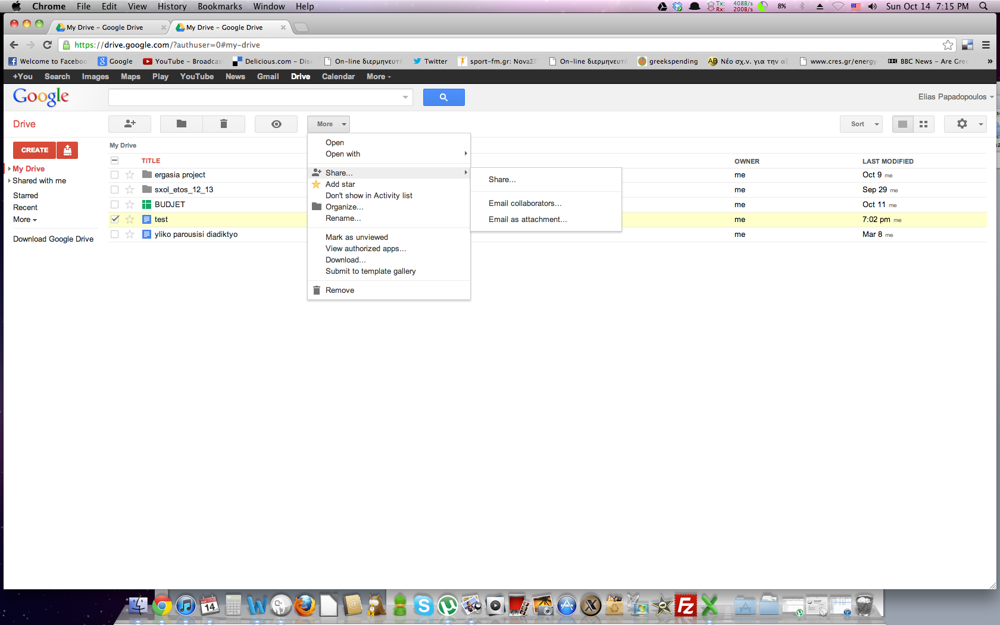 Chrome File Edit View History Bookmarks Window Help Tx: 408B/s Rx: 200B/s 8% Sun Oct 14 7:15 PM
My Drive – Google Drive My Drive – Google Drive
https://drive.google.com/?authuser=0#my-drive
Welcome to Faceboo Google YouTube – Broadcas Delicious.com – Disc On-line διερμηνευτή Twitter sport-fm.gr: NovaΣΠ On-line διερμηνευτή greekspending Νέο σχ.ν. για την αξ www.cres.gr/energy BBC News – Are Gree »
+You Search Images Maps Play YouTube News Gmail Drive Calendar More
Google Elias Papadopoulos
Drive More Sort
CREATE
My Drive
Shared with me
Starred
Recent
More
Download Google Drive
My Drive
TITLE OWNER LAST MODIFIED
ergasia project me Oct 9 me
sxol_etos_12_13 me Sep 29 me
BUDJET me Oct 11 me
test me 7:02 pm me
yliko parousisi diadiktyo me Mar 8 me
Open
Open with
Share...
Add star
Don't show in Activity list
Organize...
Rename...
Mark as unviewed
View authorized apps...
Download...
Submit to template gallery
Remove
Share...
Email collaborators...
Email as attachment...
14